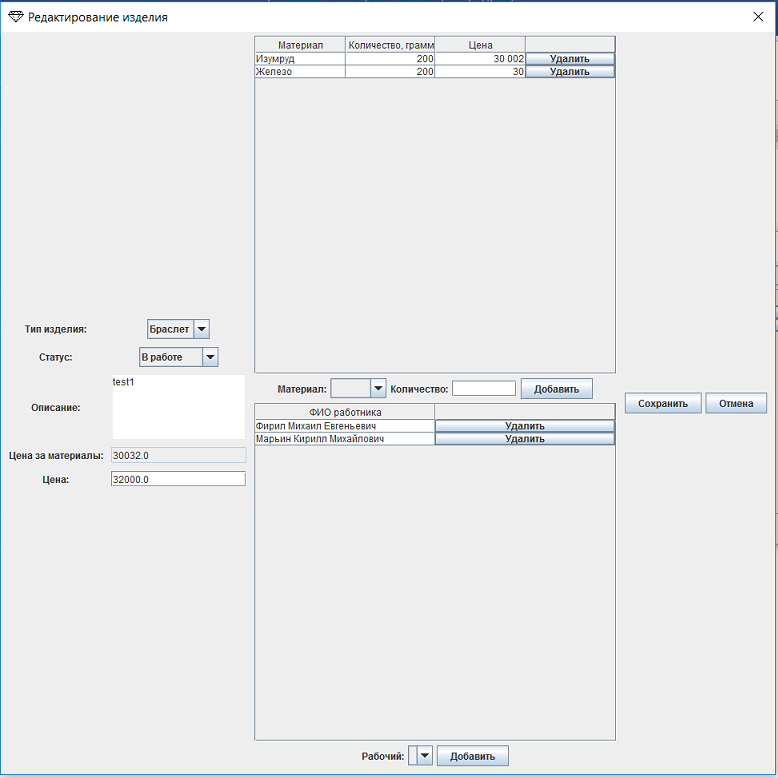 Редактирование изделия
Материал Количество, грамм Цена
Изумруд 200 30 002 Удалить
Железо 200 30 Удалить
Тип изделия: Браслет
Статус: В работе
Описание: test1
Цена за материалы: 30032.0
Цена: 32000.0
Материал: Количество: Добавить
ФИО работника
Фирил Михаил Евгеньевич Удалить
Марьин Кирилл Михайлович Удалить
Рабочий: Добавить
Сохранить Отмена